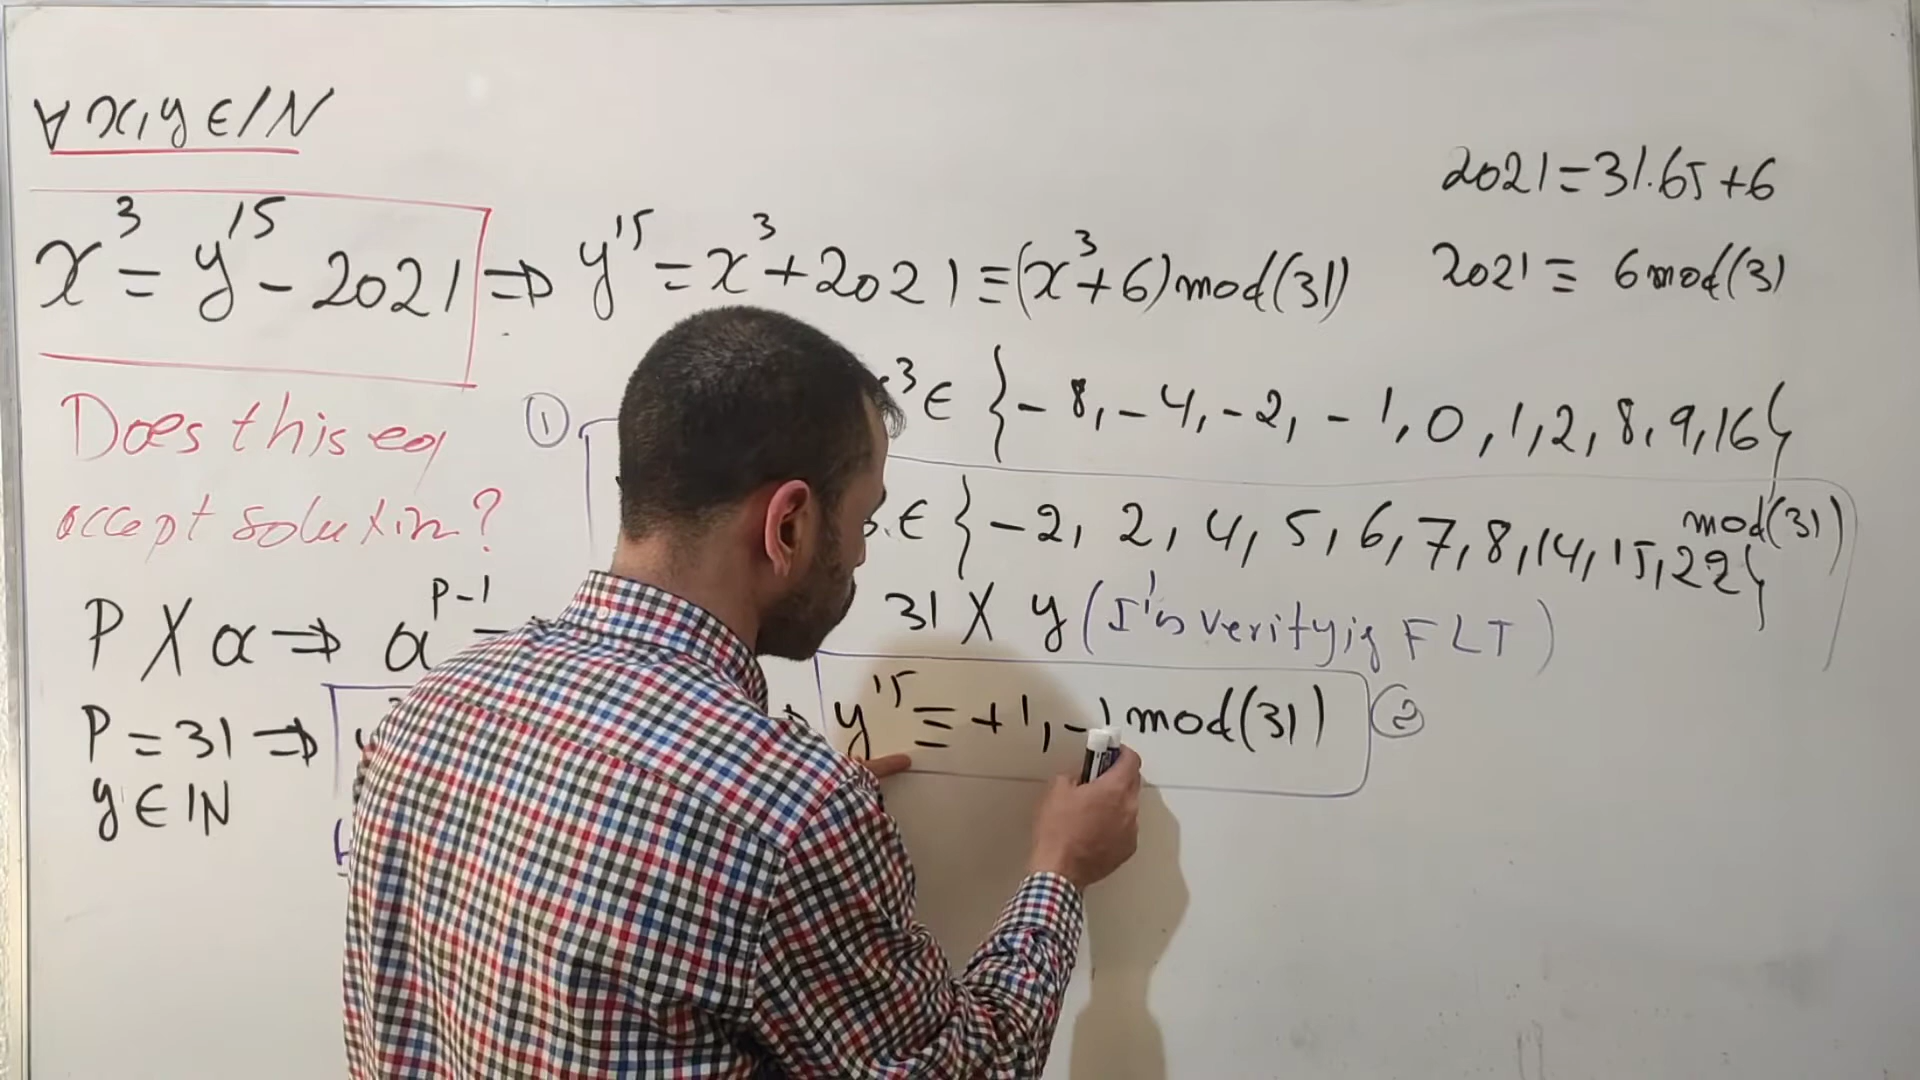 ∀ x, y ∈ ℕ
x³ = y¹⁵ - 2021 ⇒ y¹⁵ = x³ + 2021 ≡ (x³ + 6) mod(31)
2021 = 31.65 + 6
2021 ≡ 6 mod(31)
Does this eq
accept solution?
①
³ ∈ {-8, -4, -2, -1, 0, 1, 2, 8, 9, 16}
∈ {-2, 2, 4, 5, 6, 7, 8, 14, 15, 22}
mod(31)
P ∤ a ⇒ a^(P-1)
31 ∤ y (I's verityig FLT)
P = 31 ⇒
y¹⁵ ≡ +1, -1 mod(31) ②
y ∈ ℕ